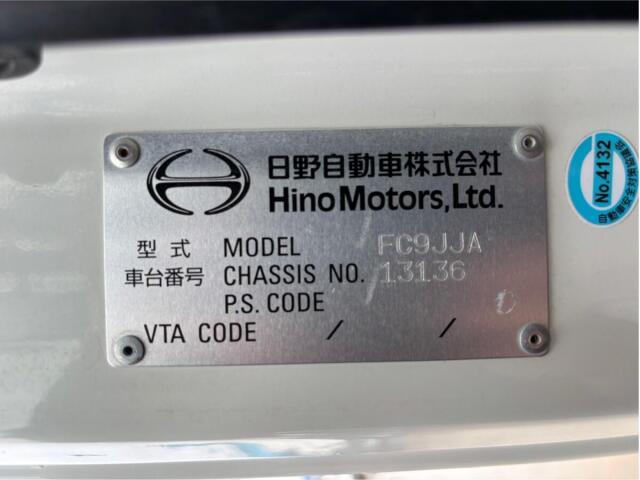 日野自動車株式会社
Hino Motors, Ltd.
型式 MODEL FC9JJA
車台番号 CHASSIS NO. 13136
P.S. CODE
VTA CODE / /
No.4132